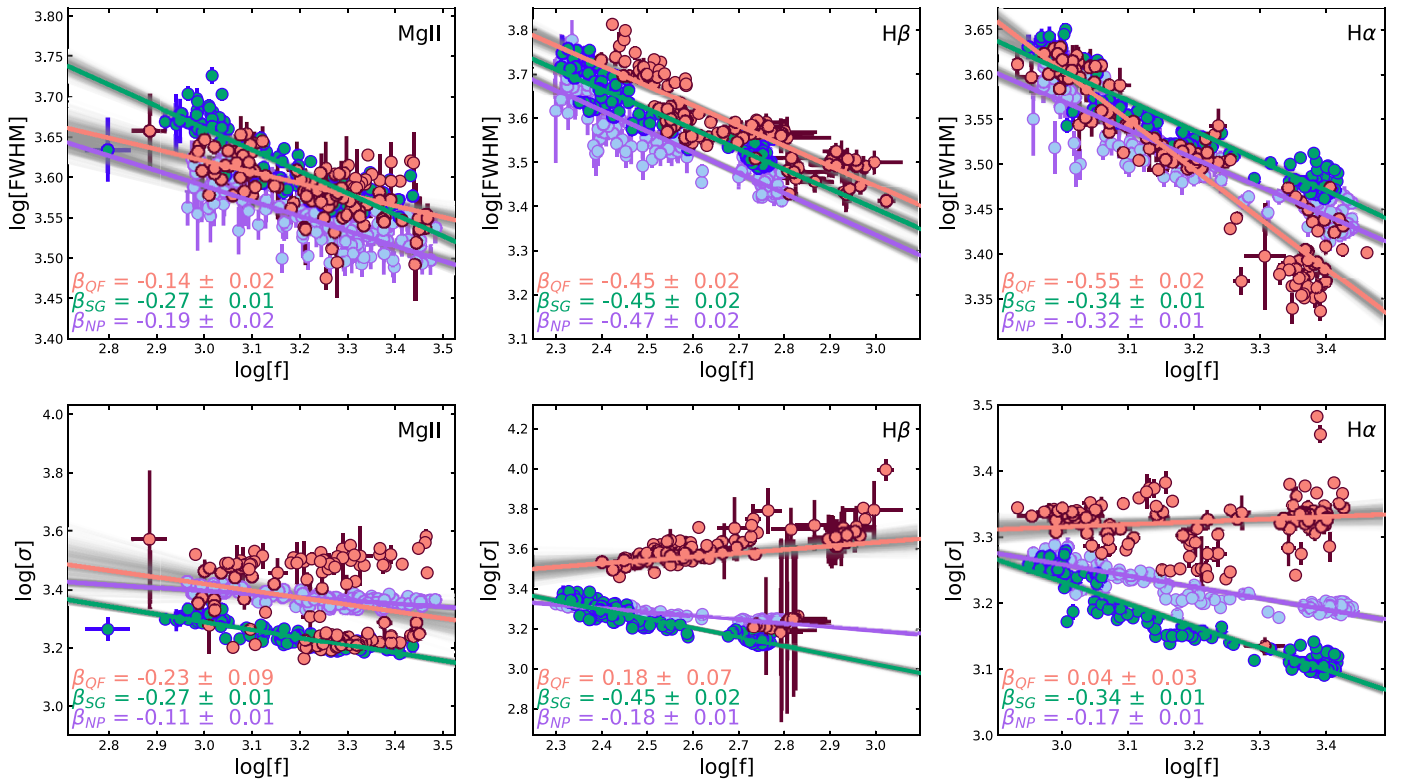 MgII
log[FWHM]
3.80
3.75
3.70
3.65
3.60
3.55
3.50
3.45
3.40
β_QF = -0.14 ± 0.02
β_SG = -0.27 ± 0.01
β_NP = -0.19 ± 0.02
2.8 2.9 3.0 3.1 3.2 3.3 3.4 3.5
log[f]
Hβ
log[FWHM]
3.8
3.7
3.6
3.5
3.4
3.3
3.2
3.1
β_QF = -0.45 ± 0.02
β_SG = -0.45 ± 0.02
β_NP = -0.47 ± 0.02
2.3 2.4 2.5 2.6 2.7 2.8 2.9 3.0
log[f]
Hα
log[FWHM]
3.65
3.60
3.55
3.50
3.45
3.40
3.35
β_QF = -0.55 ± 0.02
β_SG = -0.34 ± 0.01
β_NP = -0.32 ± 0.01
3.0 3.1 3.2 3.3 3.4
log[f]
MgII
log[σ]
4.0
3.8
3.6
3.4
3.2
3.0
β_QF = -0.23 ± 0.09
β_SG = -0.27 ± 0.01
β_NP = -0.11 ± 0.01
2.8 2.9 3.0 3.1 3.2 3.3 3.4 3.5
log[f]
Hβ
log[σ]
4.2
4.0
3.8
3.6
3.4
3.2
3.0
2.8
β_QF = 0.18 ± 0.07
β_SG = -0.45 ± 0.02
β_NP = -0.18 ± 0.01
2.3 2.4 2.5 2.6 2.7 2.8 2.9 3.0
log[f]
Hα
log[σ]
3.5
3.4
3.3
3.2
3.1
3.0
β_QF = 0.04 ± 0.03
β_SG = -0.34 ± 0.01
β_NP = -0.17 ± 0.01
3.0 3.1 3.2 3.3 3.4
log[f]